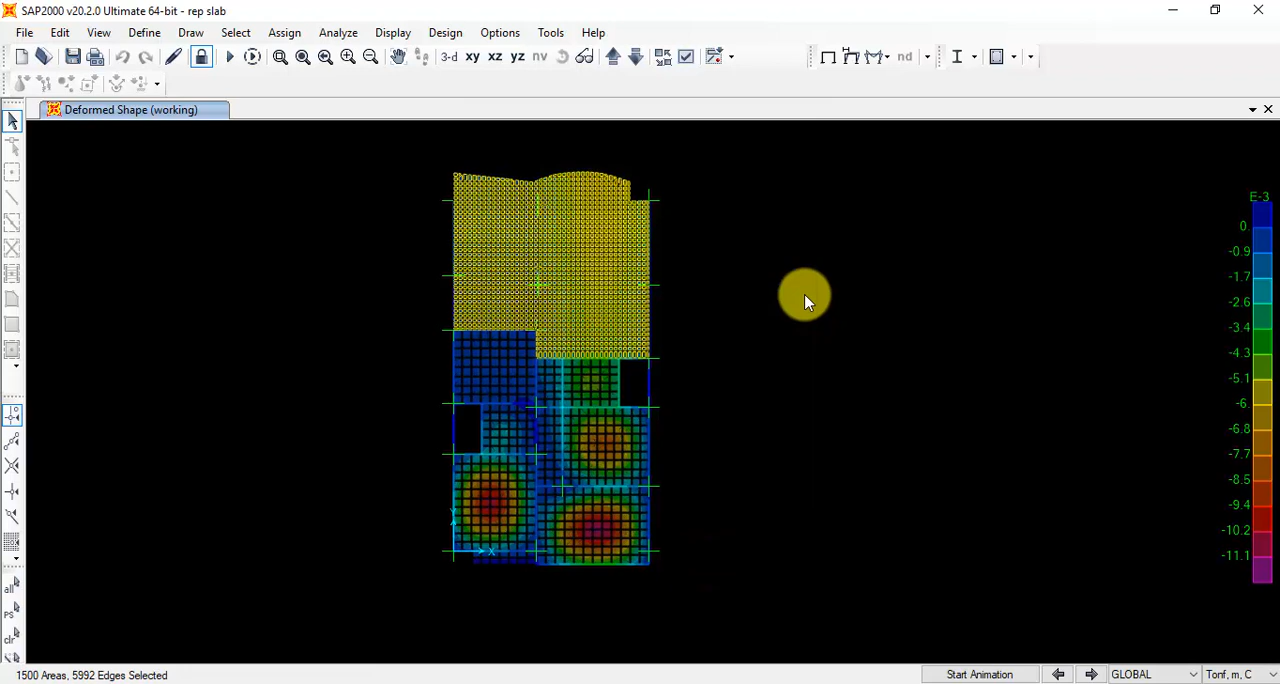 SAP2000 v20.2.0 Ultimate 64-bit - rep slab
File Edit View Define Draw Select Assign Analyze Display Design Options Tools Help
3-d xy xz yz nv nd
Deformed Shape (working)
E-3
0.
-0.9
-1.7
-2.6
-3.4
-4.3
-5.1
-6.
-6.8
-7.7
-8.5
-9.4
-10.2
-11.1
Y
X
all
PS
clr
1500 Areas, 5992 Edges Selected
Start Animation
GLOBAL
Tonf, m, C